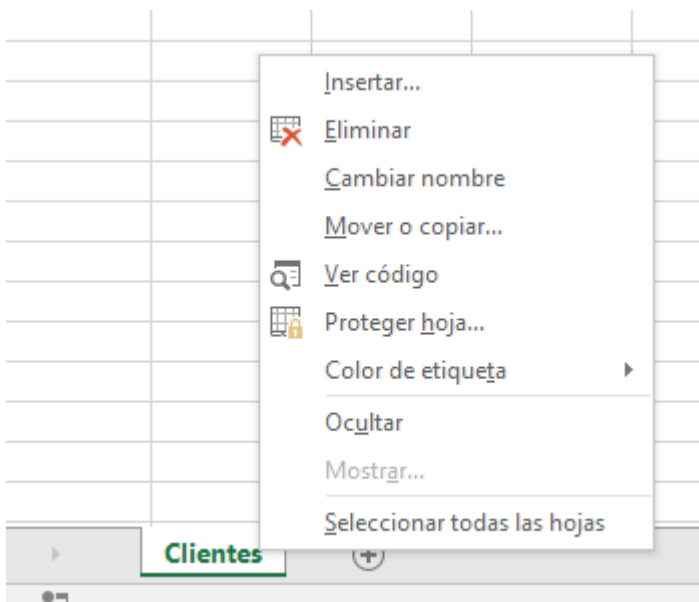 Insertar...
Eliminar
Cambiar nombre
Mover o copiar...
Ver código
Proteger hoja...
Color de etiqueta
Ocultar
Mostrar...
Seleccionar todas las hojas
Clientes